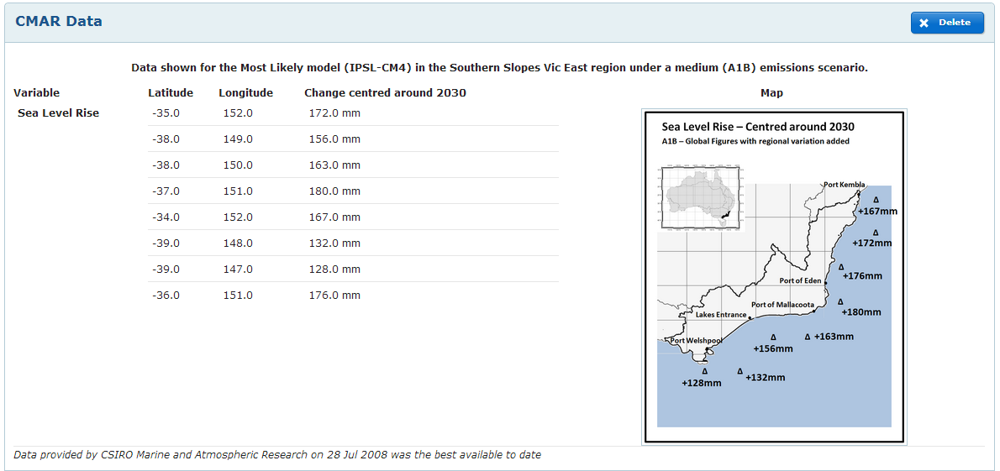 CMAR Data
Delete
Data shown for the Most Likely model (IPSL-CM4) in the Southern Slopes Vic East region under a medium (A1B) emissions scenario.
Variable Latitude Longitude Change centred around 2030 Map
Sea Level Rise -35.0 152.0 172.0 mm
-38.0 149.0 156.0 mm
-38.0 150.0 163.0 mm
-37.0 151.0 180.0 mm
-34.0 152.0 167.0 mm
-39.0 148.0 132.0 mm
-39.0 147.0 128.0 mm
-36.0 151.0 176.0 mm
Sea Level Rise – Centred around 2030
A1B – Global Figures with regional variation added
Port Kembla
+167mm
+172mm
+176mm
Port of Eden
Port of Mallacoota
+180mm
Lakes Entrance
+163mm
Port Welshpool
+156mm
+132mm
+128mm
Data provided by CSIRO Marine and Atmospheric Research on 28 Jul 2008 was the best available to date